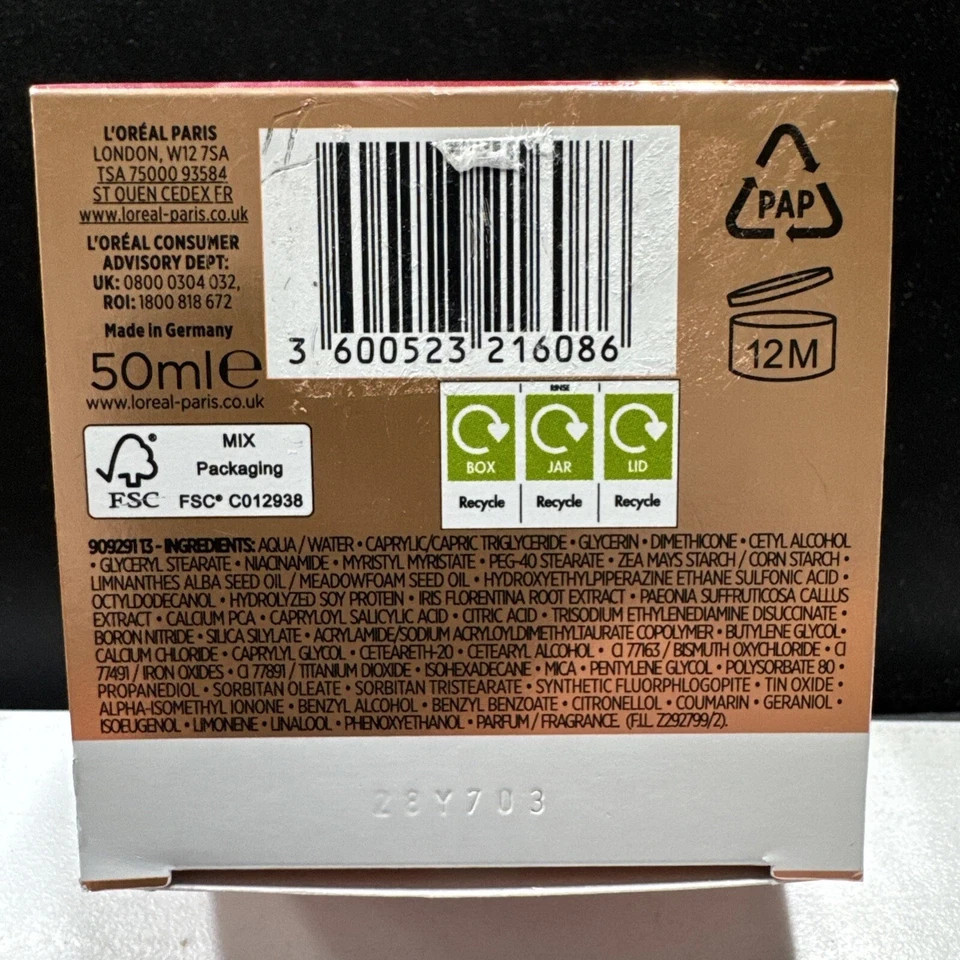 L'ORÉAL PARIS
LONDON, W12 7SA
TSA 75000 93584
ST OUEN CEDEX FR
www.loreal-paris.co.uk
L'ORÉAL CONSUMER
ADVISORY DEPT:
UK: 0800 0304 032,
ROI: 1800 818 672
Made in Germany
50ml℮
www.loreal-paris.co.uk
3 600523 216086
PAP
12M
FSC®
MIX
Packaging
FSC® C012938
RINSE
BOX JAR LID
Recycle Recycle Recycle
9092911 13 - INGREDIENTS: AQUA / WATER • CAPRYLIC/CAPRIC TRIGLYCERIDE • GLYCERIN • DIMETHICONE • CETYL ALCOHOL
• GLYCERYL STEARATE • NIACINAMIDE • MYRISTYL MYRISTATE • PEG-40 STEARATE • ZEA MAYS STARCH / CORN STARCH •
LIMNANTHES ALBA SEED OIL / MEADOWFOAM SEED OIL • HYDROXYETHYLPIPERAZINE ETHANE SULFONIC ACID •
OCTYLDODECANOL • HYDROLYZED SOY PROTEIN • IRIS FLORENTINA ROOT EXTRACT • PAEONIA SUFFRUTICOSA CALLUS
EXTRACT • CALCIUM PCA • CAPRYLOYL SALICYLIC ACID • CITRIC ACID • TRISODIUM ETHYLENEDIAMINE DISUCCINATE •
BORON NITRIDE • SILICA SILYLATE • ACRYLAMIDE/SODIUM ACRYLOYLDIMETHYLTAURATE COPOLYMER • BUTYLENE GLYCOL•
CALCIUM CHLORIDE • CAPRYLYL GLYCOL • CETEARETH-20 • CETEARYL ALCOHOL • CI 77163 / BISMUTH OXYCHLORIDE • CI
77491 / IRON OXIDES • CI 77891 / TITANIUM DIOXIDE • ISOHEXADECANE • MICA • PENTYLENE GLYCOL • POLYSORBATE 80 •
PROPANEDIOL • SORBITAN OLEATE • SORBITAN TRISTEARATE • SYNTHETIC FLUORPHLOGOPITE • TIN OXIDE •
ALPHA-ISOMETHYL IONONE • BENZYL ALCOHOL • BENZYL BENZOATE • CITRONELLOL • COUMARIN • GERANIOL •
ISOEUGENOL • LIMONENE • LINALOOL • PHENOXYETHANOL • PARFUM / FRAGRANCE. (F.I.L. Z292799/2).
28Y703